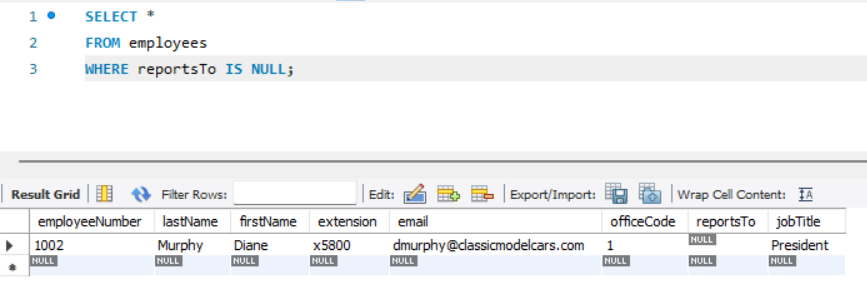 1 SELECT *
2 FROM employees
3 WHERE reportsTo IS NULL;
Result Grid Filter Rows: Edit: Export/Import: Wrap Cell Content: IA
employeeNumber lastName firstName extension email officeCode reportsTo jobTitle
1002 Murphy Diane x5800 dmurphy@classicmodelcars.com 1 NULL President
NULL NULL NULL NULL NULL NULL NULL NULL